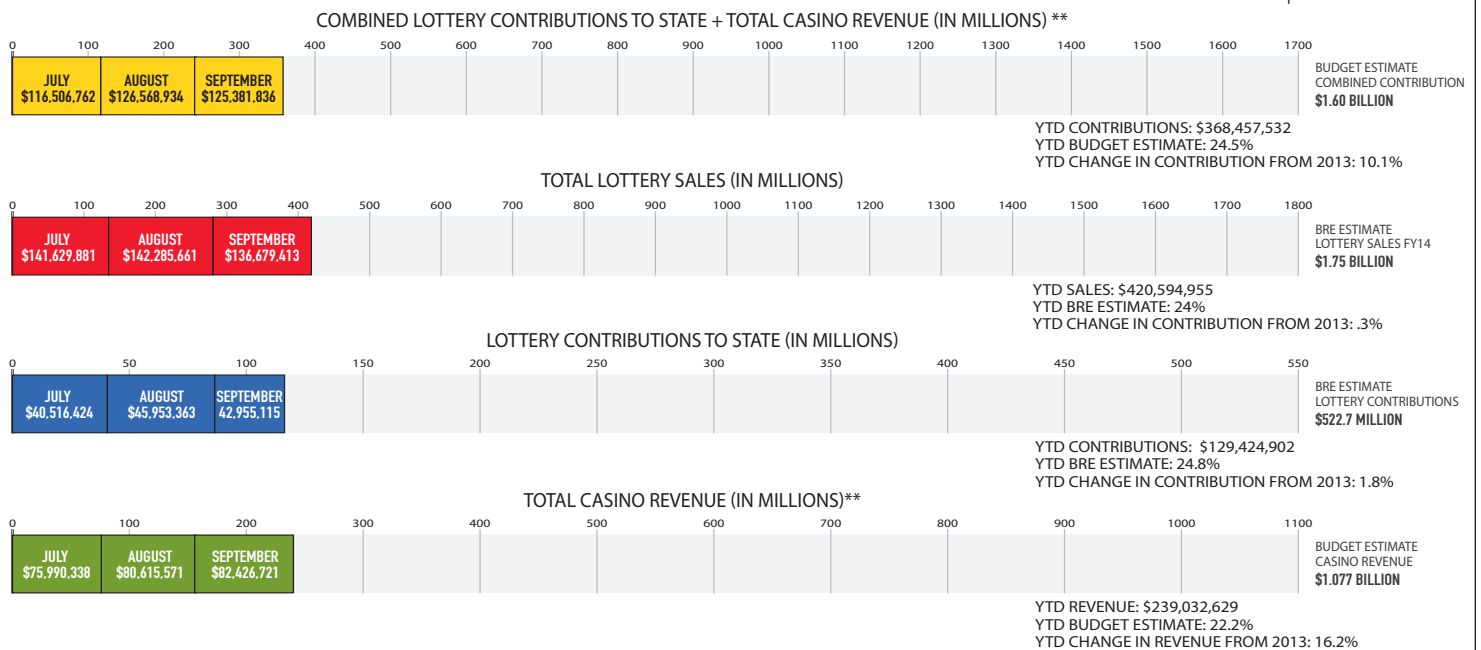 COMBINED LOTTERY CONTRIBUTIONS TO STATE + TOTAL CASINO REVENUE (IN MILLIONS) **
0 100 200 300 400 500 600 700 800 900 1000 1100 1200 1300 1400 1500 1600 1700
JULY AUGUST SEPTEMBER
$116,506,762 $126,568,934 $125,381,836
BUDGET ESTIMATE
COMBINED CONTRIBUTION
$1.60 BILLION
YTD CONTRIBUTIONS: $368,457,532
YTD BUDGET ESTIMATE: 24.5%
YTD CHANGE IN CONTRIBUTION FROM 2013: 10.1%
TOTAL LOTTERY SALES (IN MILLIONS)
0 100 200 300 400 500 600 700 800 900 1000 1100 1200 1300 1400 1500 1600 1700 1800
JULY AUGUST SEPTEMBER
$141,629,881 $142,285,661 $136,679,413
BRE ESTIMATE
LOTTERY SALES FY14
$1.75 BILLION
YTD SALES: $420,594,955
YTD BRE ESTIMATE: 24%
YTD CHANGE IN CONTRIBUTION FROM 2013: .3%
LOTTERY CONTRIBUTIONS TO STATE (IN MILLIONS)
0 50 100 150 200 250 300 350 400 450 500 550
JULY AUGUST SEPTEMBER
$40,516,424 $45,953,363 42,955,115
BRE ESTIMATE
LOTTERY CONTRIBUTIONS
$522.7 MILLION
YTD CONTRIBUTIONS: $129,424,902
YTD BRE ESTIMATE: 24.8%
YTD CHANGE IN CONTRIBUTION FROM 2013: 1.8%
TOTAL CASINO REVENUE (IN MILLIONS)**
0 100 200 300 400 500 600 700 800 900 1000 1100
JULY AUGUST SEPTEMBER
$75,990,338 $80,615,571 $82,426,721
BUDGET ESTIMATE
CASINO REVENUE
$1.077 BILLION
YTD REVENUE: $239,032,629
YTD BUDGET ESTIMATE: 22.2%
YTD CHANGE IN REVENUE FROM 2013: 16.2%